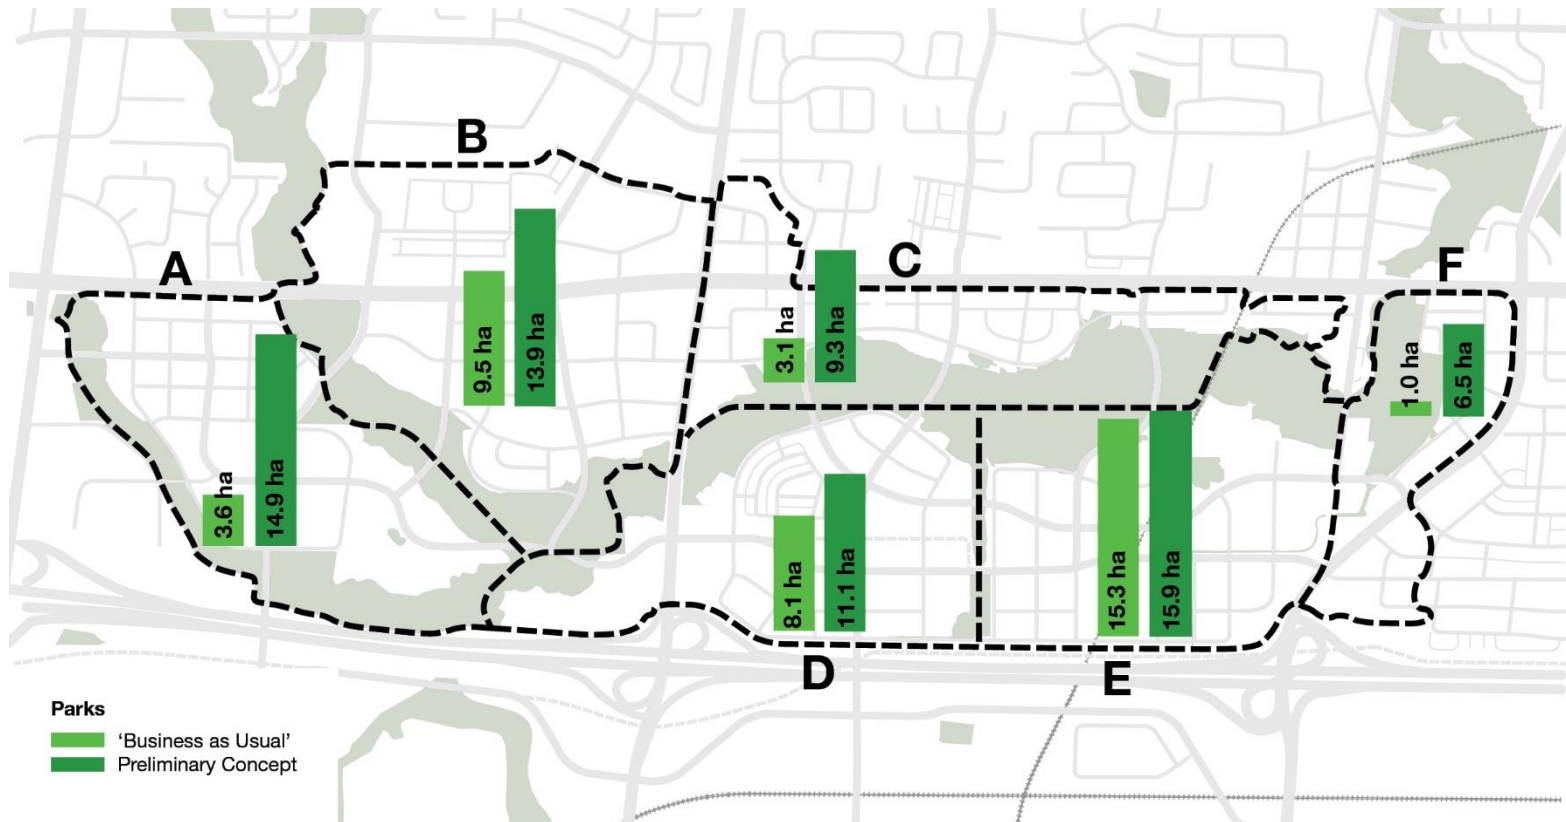 B
A
C
F
9.5 ha
13.9 ha
3.1 ha
9.3 ha
1.0 ha
6.5 ha
3.6 ha
14.9 ha
8.1 ha
11.1 ha
15.3 ha
15.9 ha
D
E
Parks
‘Business as Usual’
Preliminary Concept